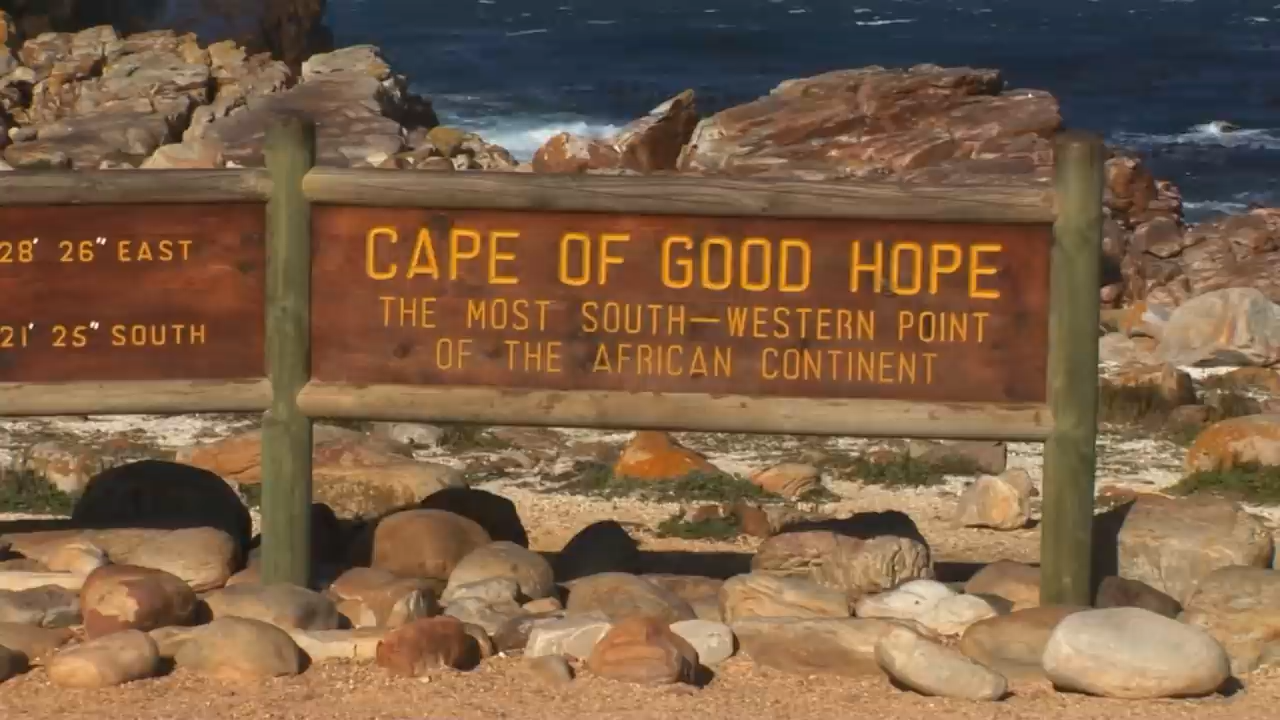 28' 26" EAST
21' 25" SOUTH
CAPE OF GOOD HOPE
THE MOST SOUTH-WESTERN POINT
OF THE AFRICAN CONTINENT